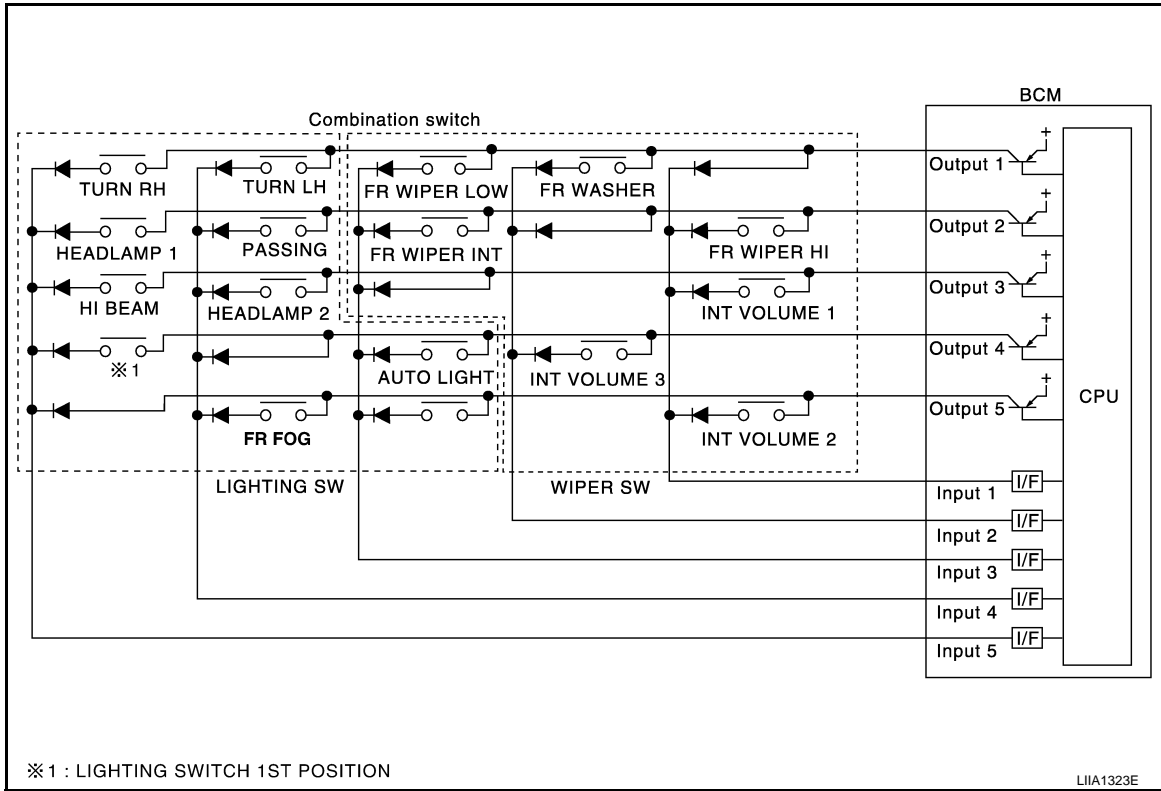 BCM
Combination switch
Output 1
TURN RH
TURN LH
FR WIPER LOW
FR WASHER
Output 2
HEADLAMP 1
PASSING
FR WIPER INT
FR WIPER HI
Output 3
HI BEAM
HEADLAMP 2
INT VOLUME 1
Output 4
※1
AUTO LIGHT
INT VOLUME 3
CPU
Output 5
FR FOG
INT VOLUME 2
LIGHTING SW
WIPER SW
Input 1
I/F
Input 2
I/F
Input 3
I/F
Input 4
I/F
Input 5
I/F
+
+
+
+
+
※1 : LIGHTING SWITCH 1ST POSITION
LIIA1323E